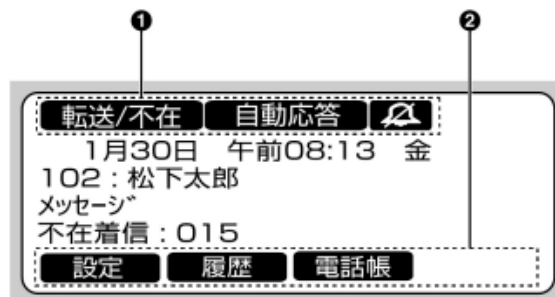 ❶ ❷
転送/不在 自動応答
1月30日 午前08:13 金
102:松下太郎
メッセージ
不在着信:015
設定 履歴 電話帳